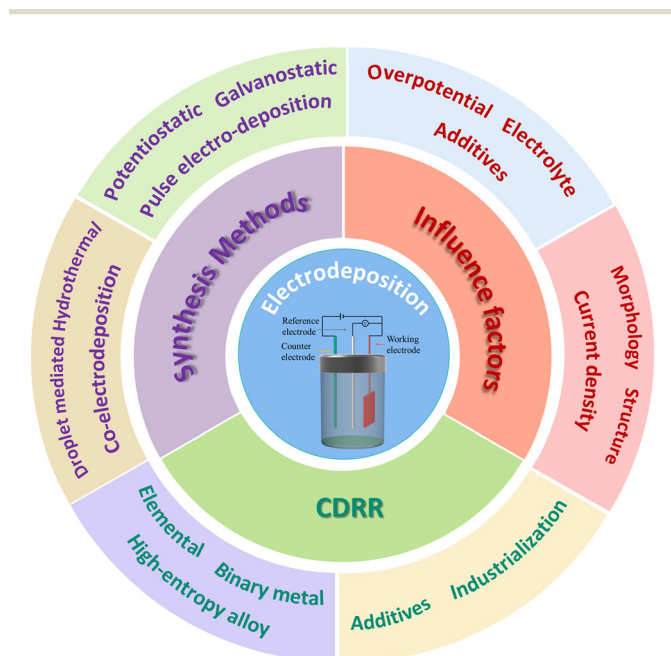 Potentiostatic Galvanostatic
Pulse electro-deposition
Overpotential Electrolyte
Additives
Synthesis Methods
Influence factors
Electrodeposition
Reference
electrode
Counter
electrode
Working
electrode
Droplet mediated Hydrothermal
Co-electrodeposition
Morphology Structure
Current density
CDRR
Elemental Binary metal
High-entropy alloy
Additives Industrialization